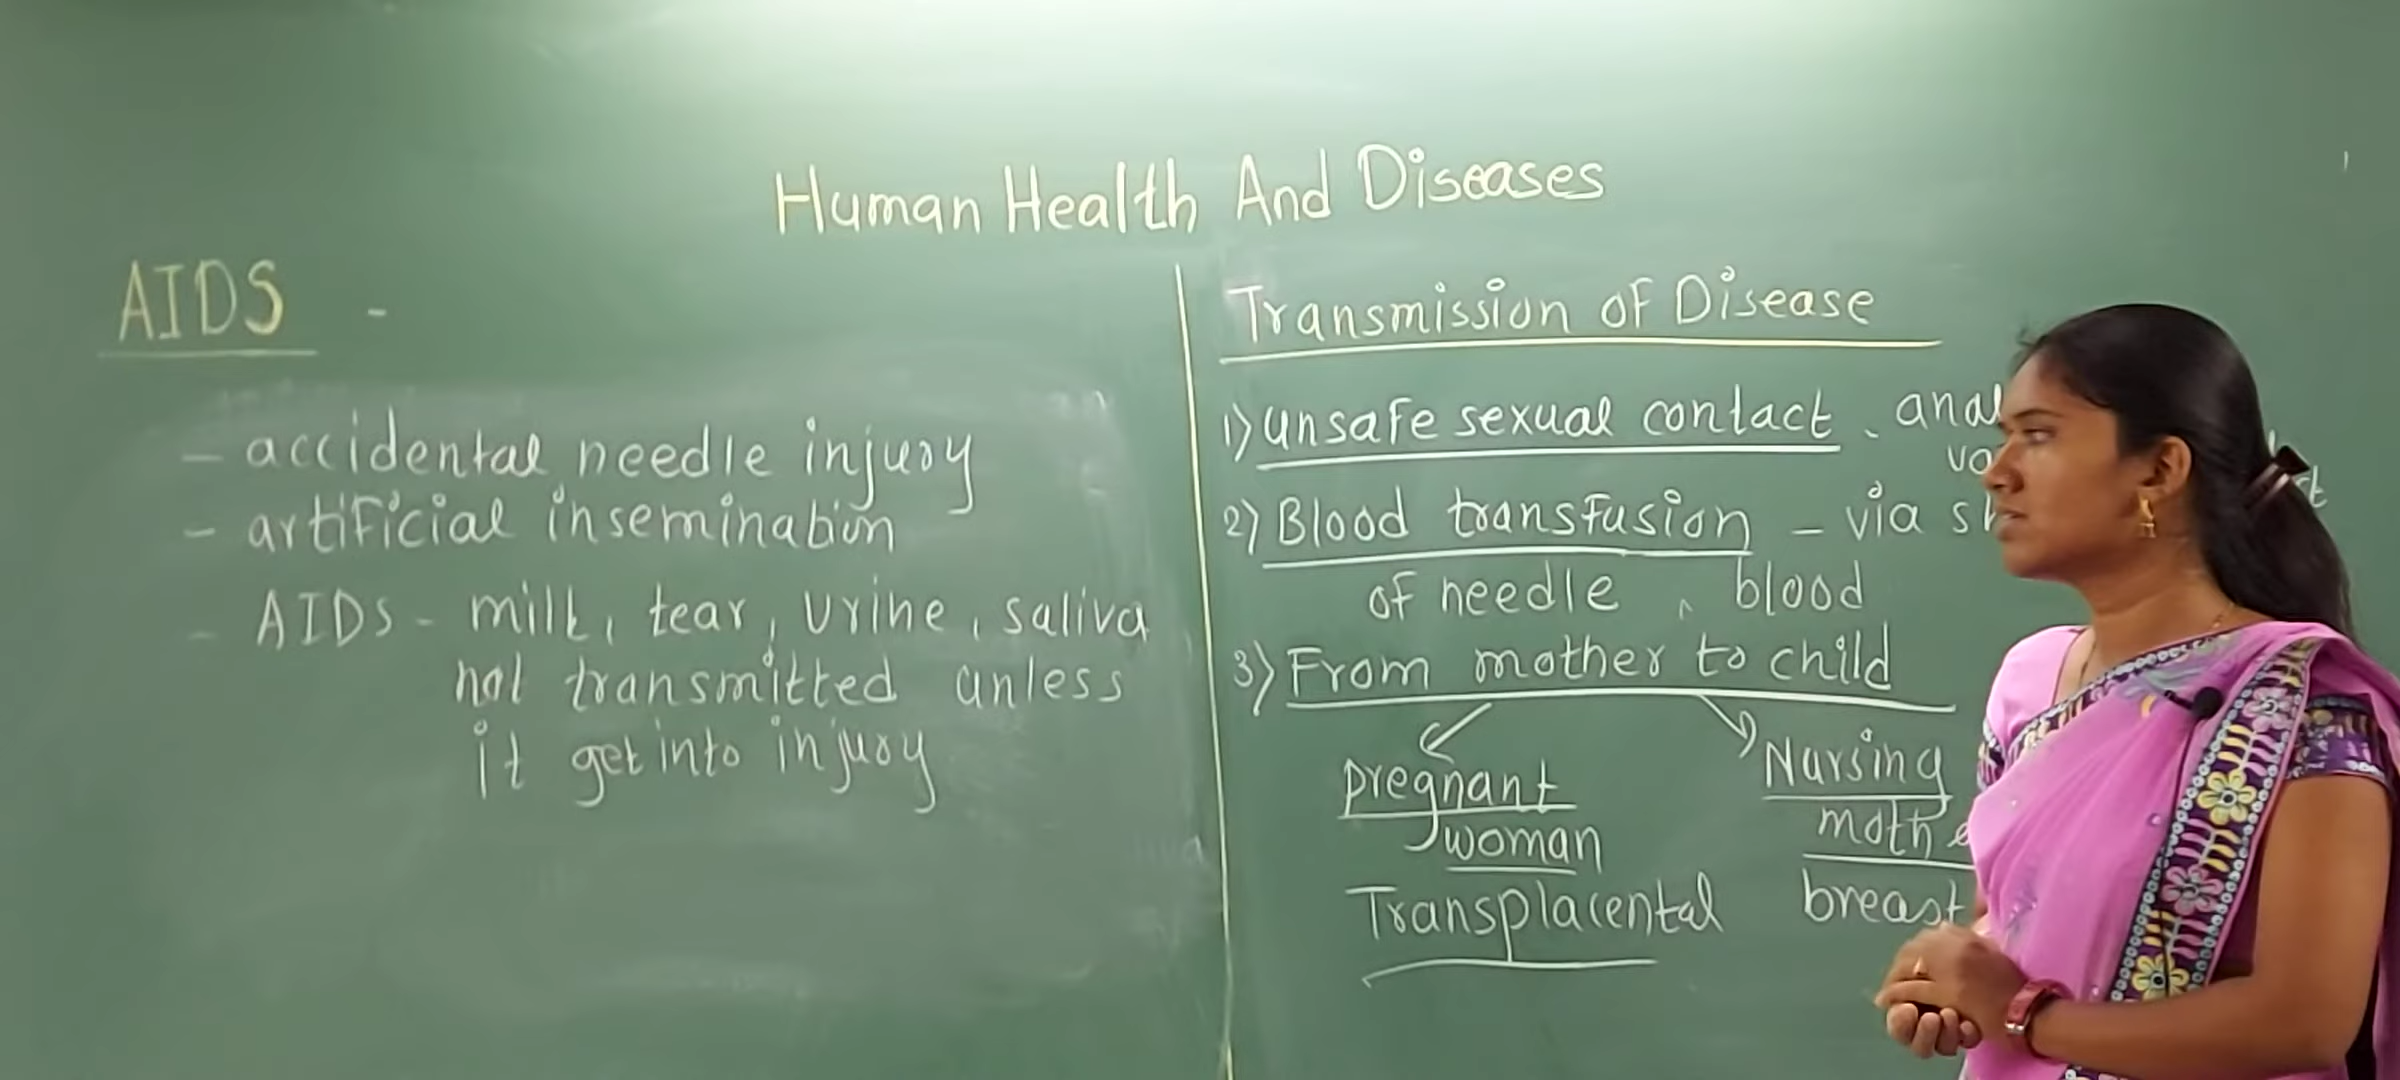 Human Health And Diseases
AIDS -
- accidental needle injury
- artificial insemination
- AIDS - milk, tear, urine, saliva
not transmitted unless
it get into injury
Transmission of Disease
1) unsafe sexual contact
2) Blood transfusion - via
of needle, blood
3) From mother to child
pregnant
woman
Transplacental
Nursing
breast